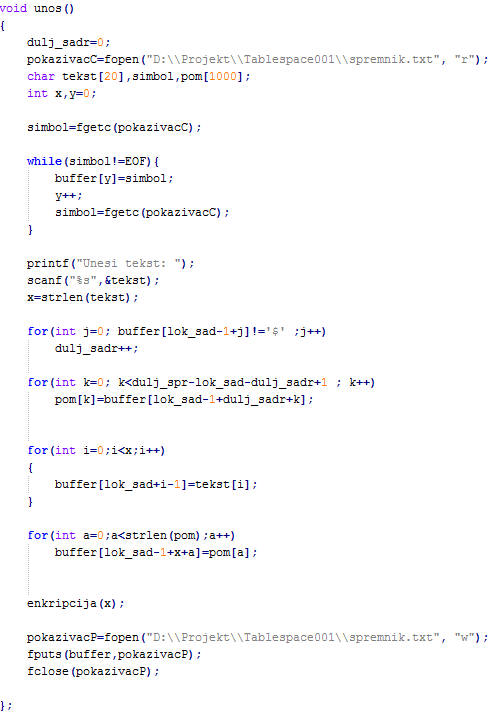 void unos()
{
    dulj_sadr=0;
    pokazivacC=fopen("D:\\Projekt\\Tablespace001\\spremnik.txt", "r");
    char tekst[20],simbol,pom[1000];
    int x,y=0;

    simbol=fgetc(pokazivacC);

    while(simbol!=EOF){
        buffer[y]=simbol;
        y++;
        simbol=fgetc(pokazivacC);
    }

    printf("Unesi tekst: ");
    scanf("%s",&tekst);
    x=strlen(tekst);

    for(int j=0; buffer[lok_sad-1+j]!='$' ;j++)
        dulj_sadr++;

    for(int k=0; k<dulj_spr-lok_sad-dulj_sadr+1 ; k++)
        pom[k]=buffer[lok_sad-1+dulj_sadr+k];


    for(int i=0;i<x;i++)
    {
        buffer[lok_sad+i-1]=tekst[i];
    }

    for(int a=0;a<strlen(pom);a++)
        buffer[lok_sad-1+x+a]=pom[a];


    enkripcija(x);

    pokazivacP=fopen("D:\\Projekt\\Tablespace001\\spremnik.txt", "w");
    fputs(buffer,pokazivacP);
    fclose(pokazivacP);

};